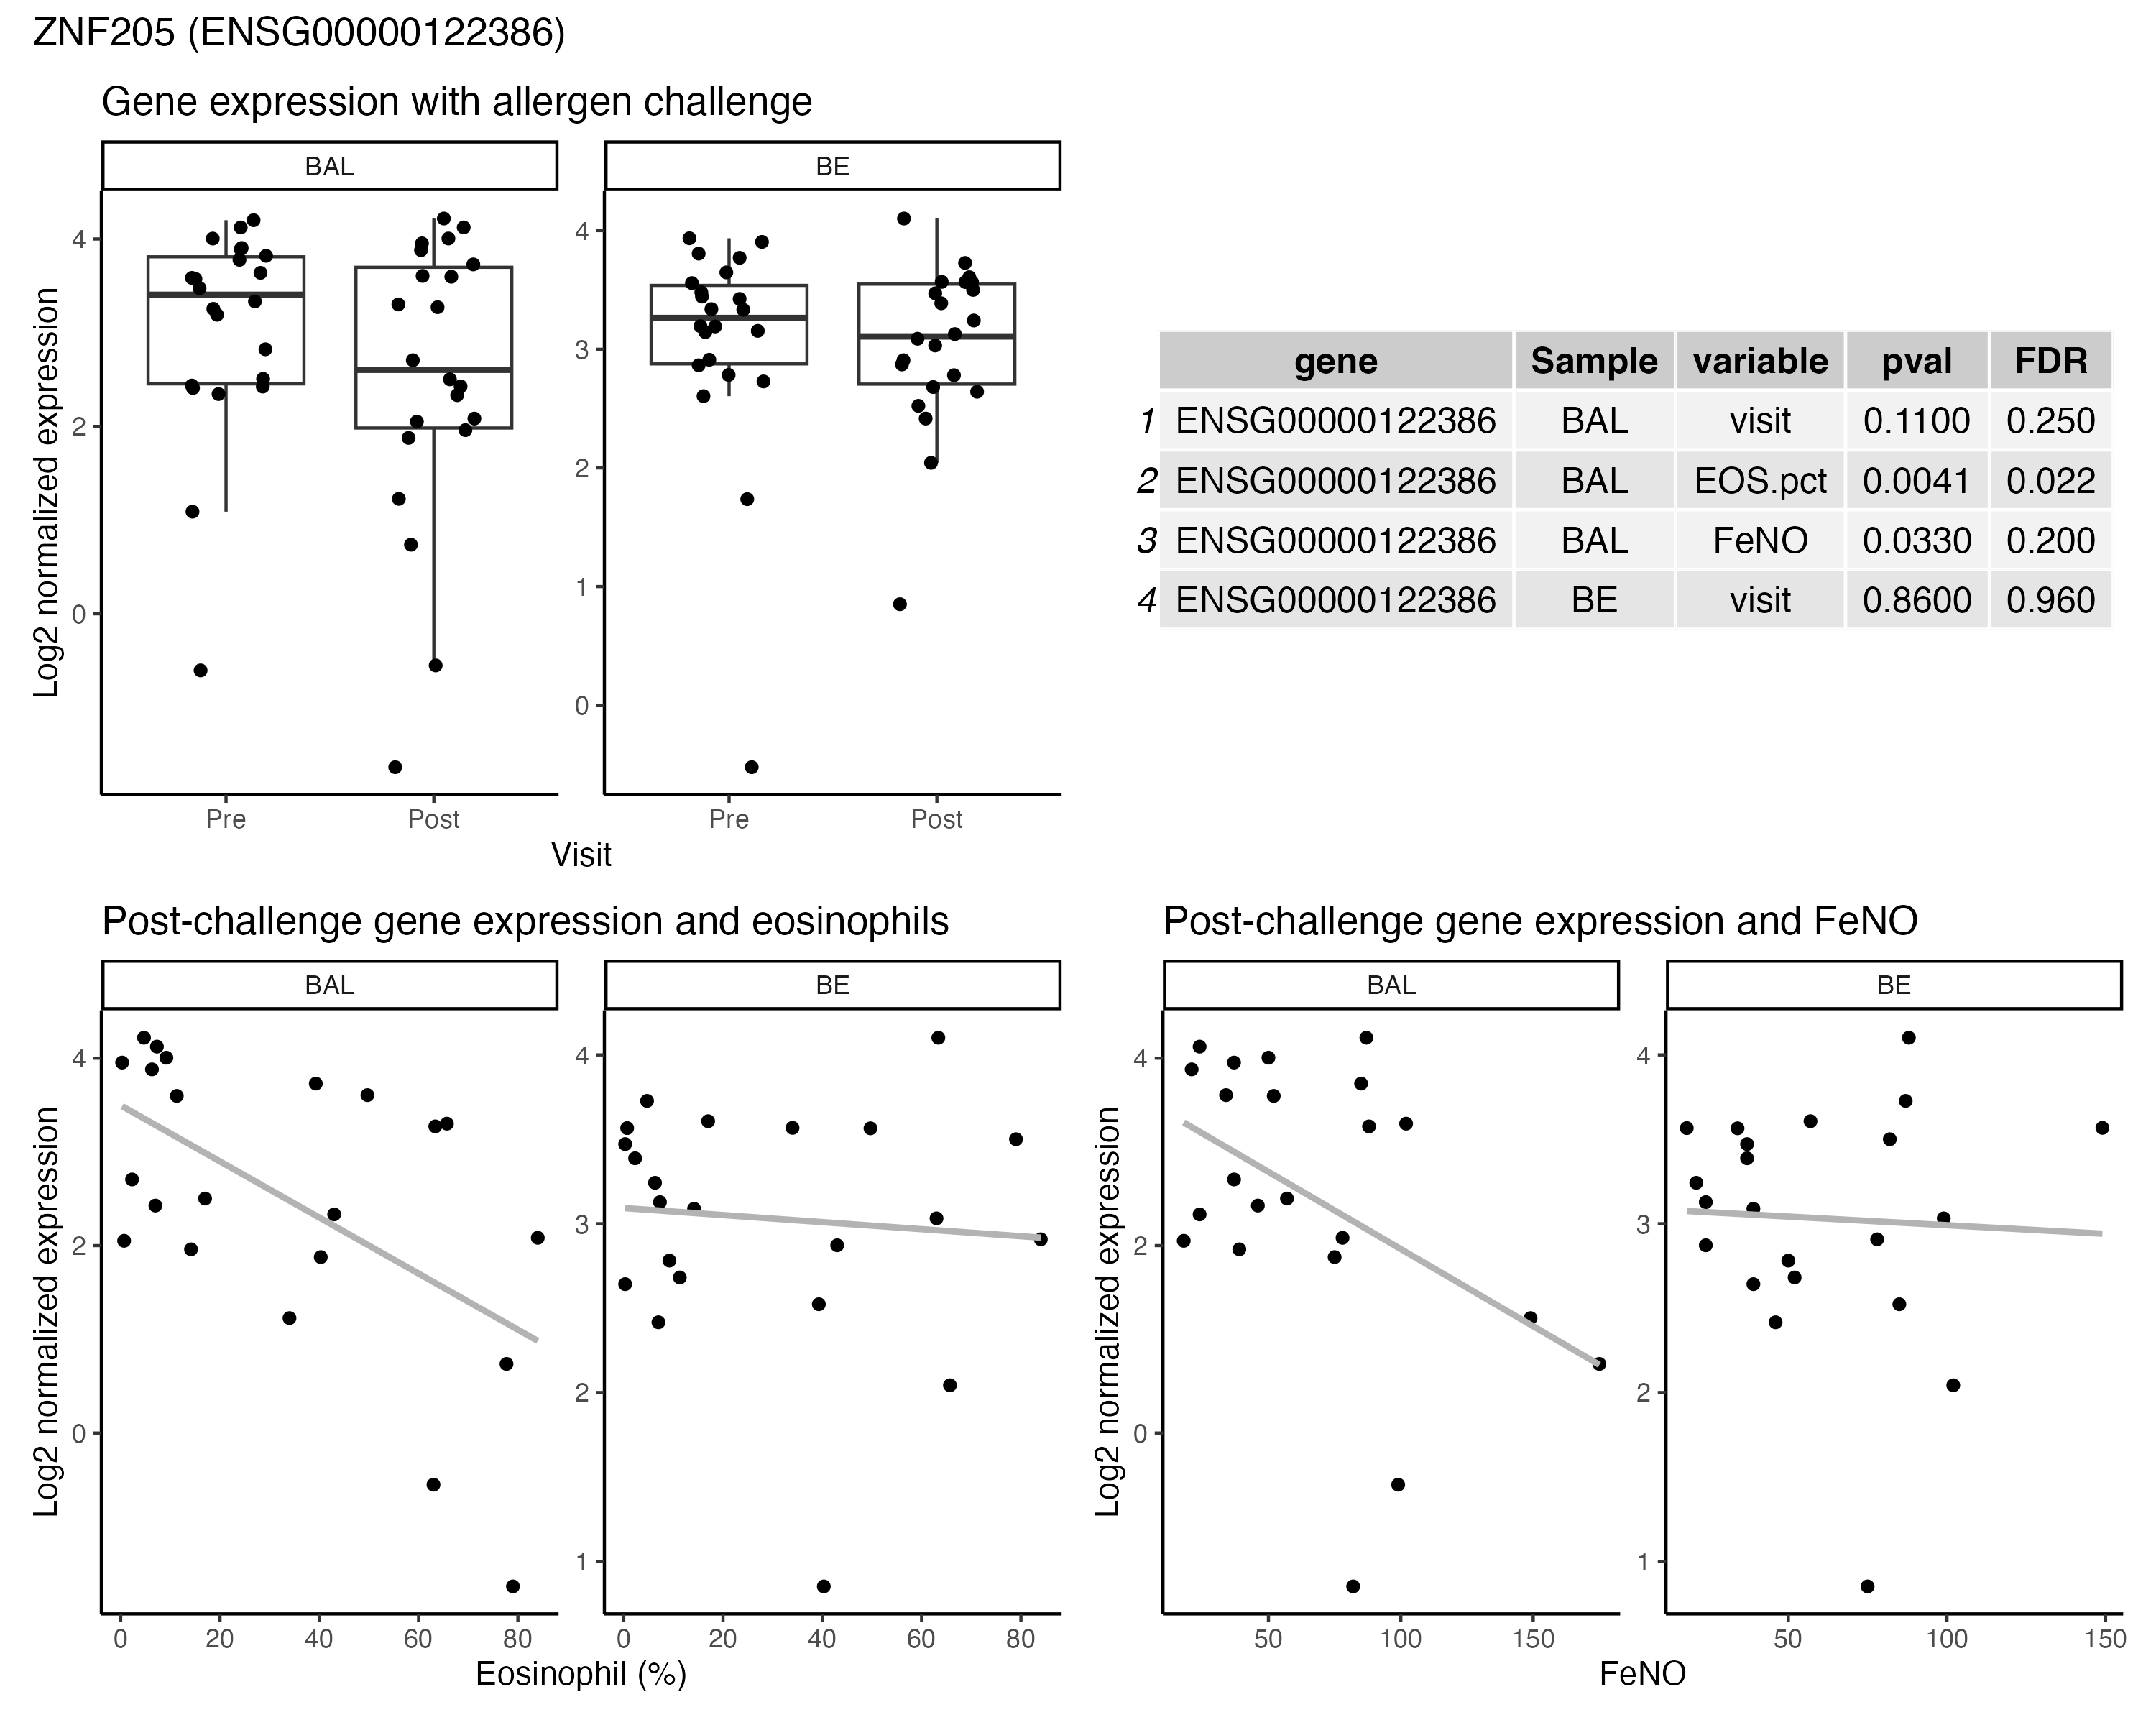 ZNF205 (ENSG00000122386)
Gene expression with allergen challenge
BAL
BE
Log2 normalized expression
4
2
0
4
3
2
1
0
Pre
Post
Pre
Post
Visit
gene Sample variable pval FDR
1 ENSG00000122386 BAL visit 0.1100 0.250
2 ENSG00000122386 BAL EOS.pct 0.0041 0.022
3 ENSG00000122386 BAL FeNO 0.0330 0.200
4 ENSG00000122386 BE visit 0.8600 0.960
Post-challenge gene expression and eosinophils
BAL
BE
Log2 normalized expression
4
2
0
4
3
2
1
0 20 40 60 80
0 20 40 60 80
Eosinophil (%)
Post-challenge gene expression and FeNO
BAL
BE
Log2 normalized expression
4
2
0
4
3
2
1
50 100 150
50 100 150
FeNO